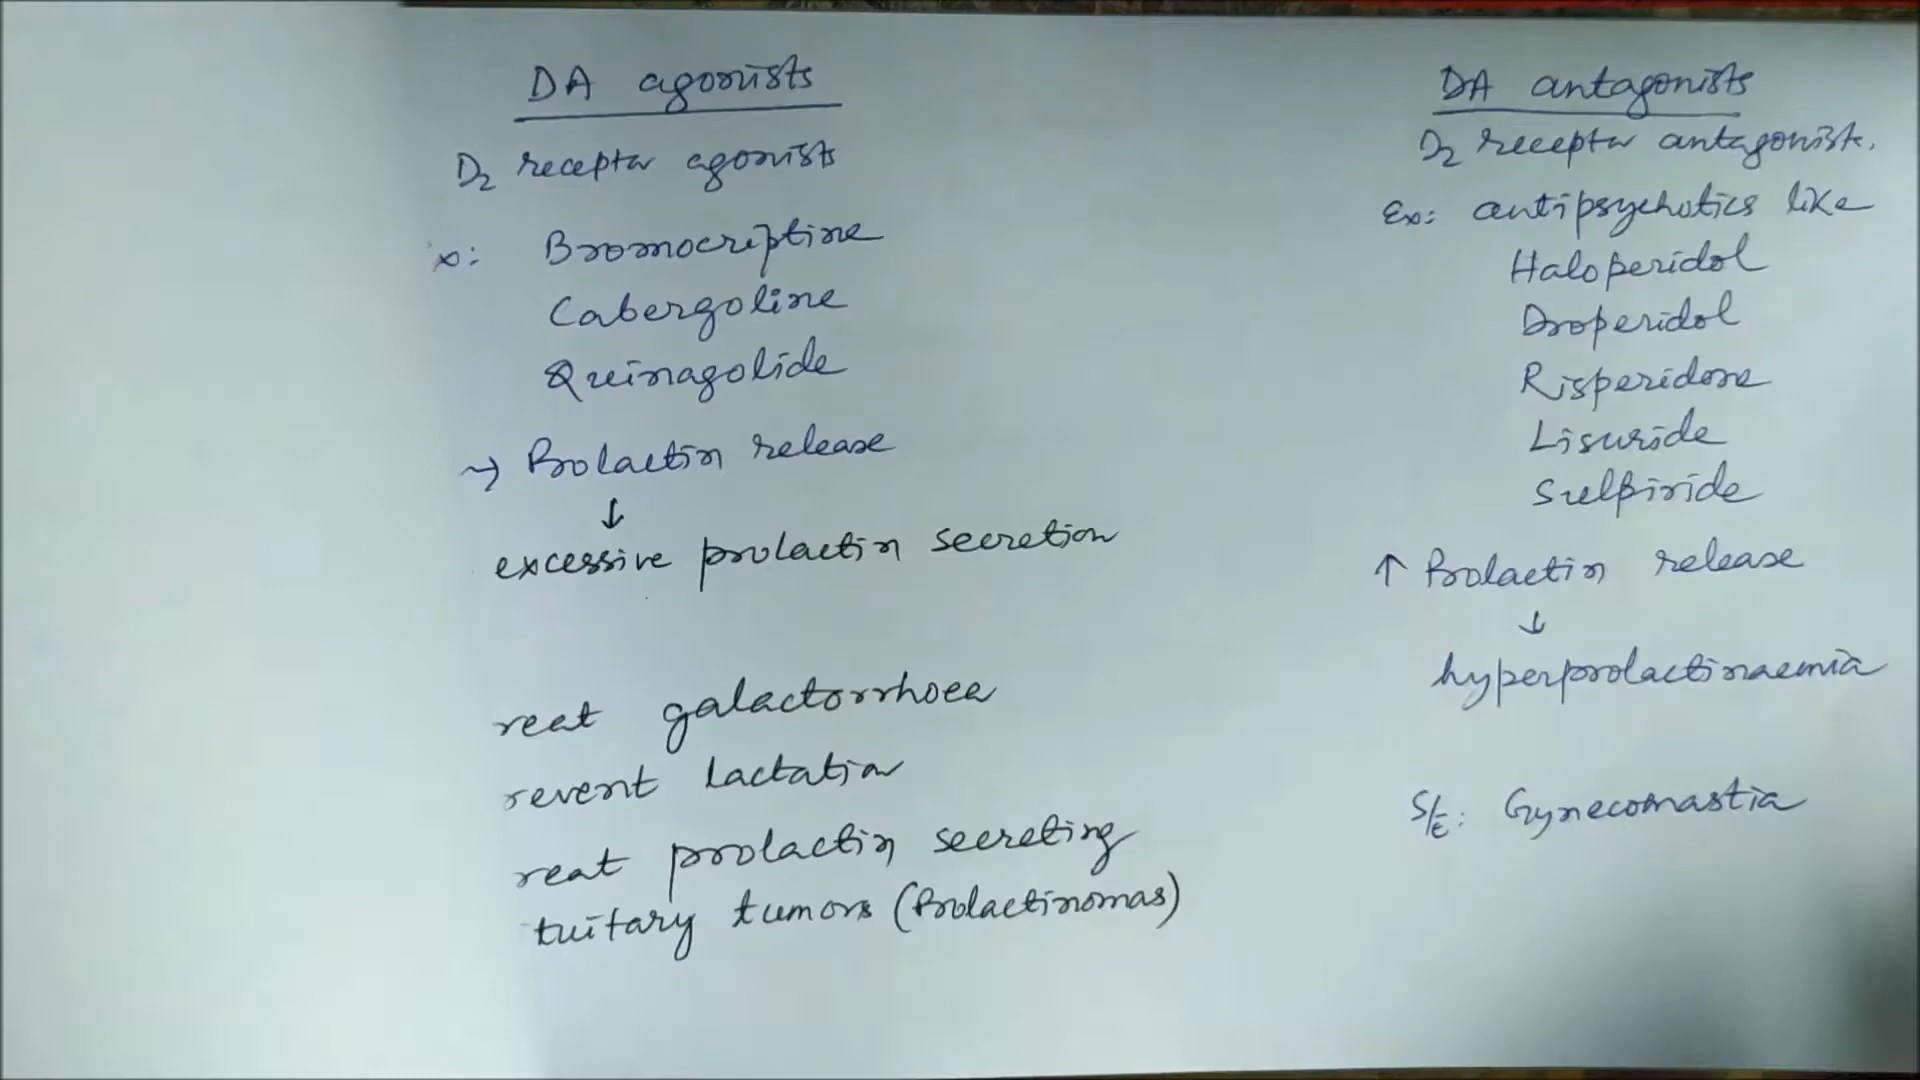 DA agonists
D2 receptor agonists
x: Bromocriptine
Cabergoline
Quinagolide
→ Prolactin release
↓
excessive prolactin secretion
reat galactorrhoea
revent Lactation
reat prolactin secreting
tuitary tumors (Prolactinomas)
DA antagonists
D2 receptor antagonists.
Ex: antipsychotics like
Haloperidol
Droperidol
Risperidone
Lisuride
Sulpiride
↑ Prolactin release
↓
hyperprolactinaemia
S/E: Gynecomastia